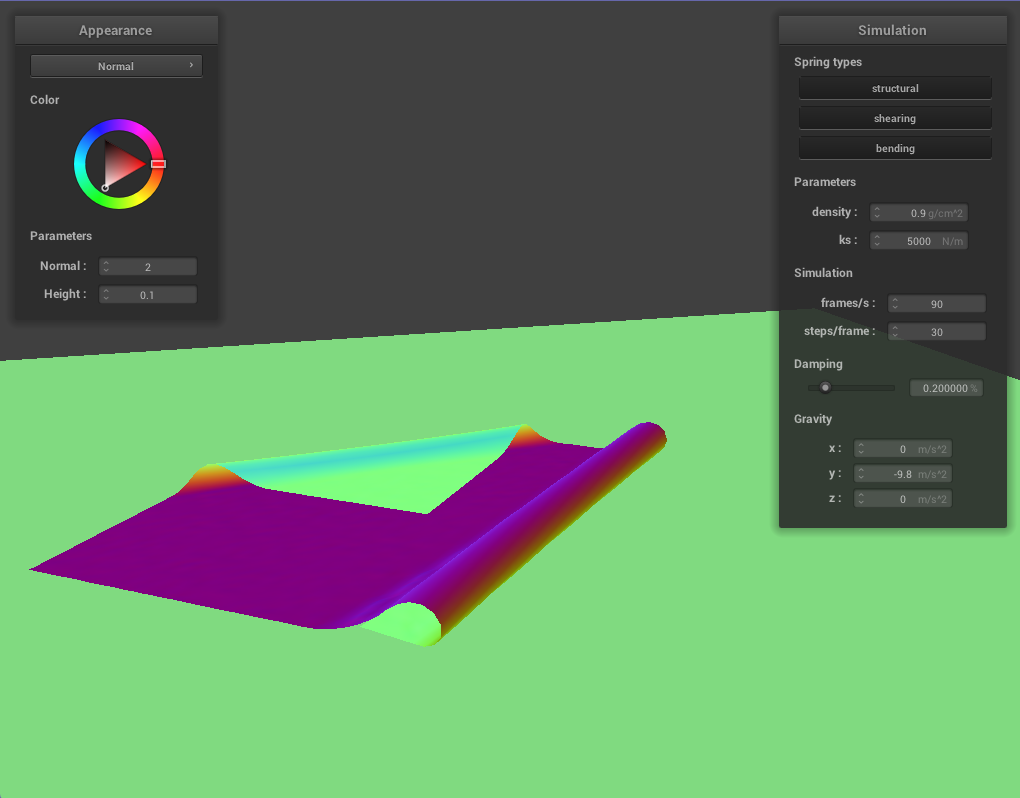 Appearance
Normal ›
Color
Parameters
Normal : 2
Height : 0.1
Simulation
Spring types
structural
shearing
bending
Parameters
density : 0.9 g/cm^2
ks : 5000 N/m
Simulation
frames/s : 90
steps/frame : 30
Damping
0.200000 %
Gravity
x : 0 m/s^2
y : -9.8 m/s^2
z : 0 m/s^2